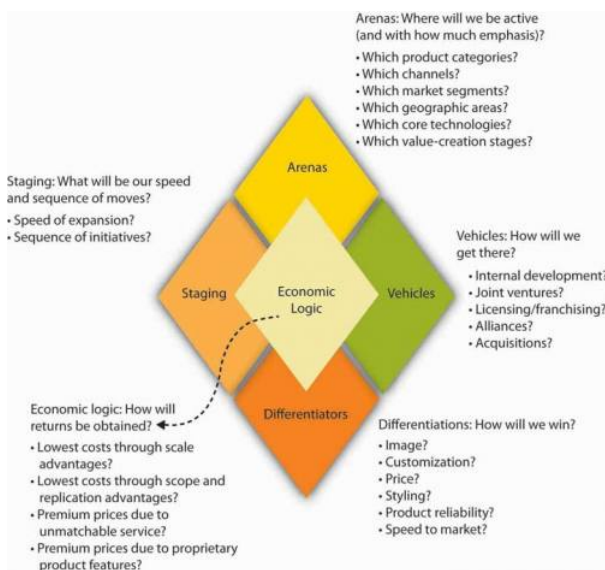 Arenas: Where will we be active
(and with how much emphasis)?
• Which product categories?
• Which channels?
• Which market segments?
• Which geographic areas?
• Which core technologies?
• Which value-creation stages?
Arenas
Staging: What will be our speed
and sequence of moves?
• Speed of expansion?
• Sequence of initiatives?
Staging
Economic
Logic
Vehicles
Vehicles: How will we
get there?
• Internal development?
• Joint ventures?
• Licensing/franchising?
• Alliances?
• Acquisitions?
Differentiators
Economic logic: How will
returns be obtained?
• Lowest costs through scale
advantages?
• Lowest costs through scope and
replication advantages?
• Premium prices due to
unmatchable service?
• Premium prices due to proprietary
product features?
Differentiations: How will we win?
• Image?
• Customization?
• Price?
• Styling?
• Product reliability?
• Speed to market?